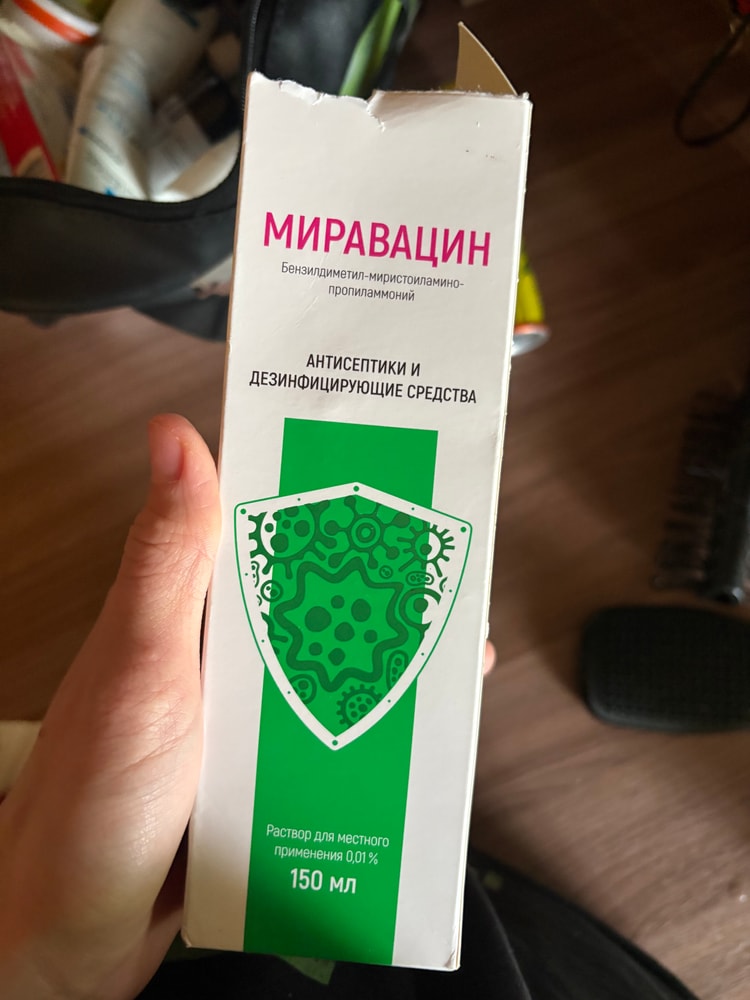 МИРАВАЦИН
Бензилдиметил-миристоиламино-
пропиламмоний
АНТИСЕПТИКИ И
ДЕЗИНФИЦИРУЮЩИЕ СРЕДСТВА
Раствор для местного
применения 0,01 %
150 мл